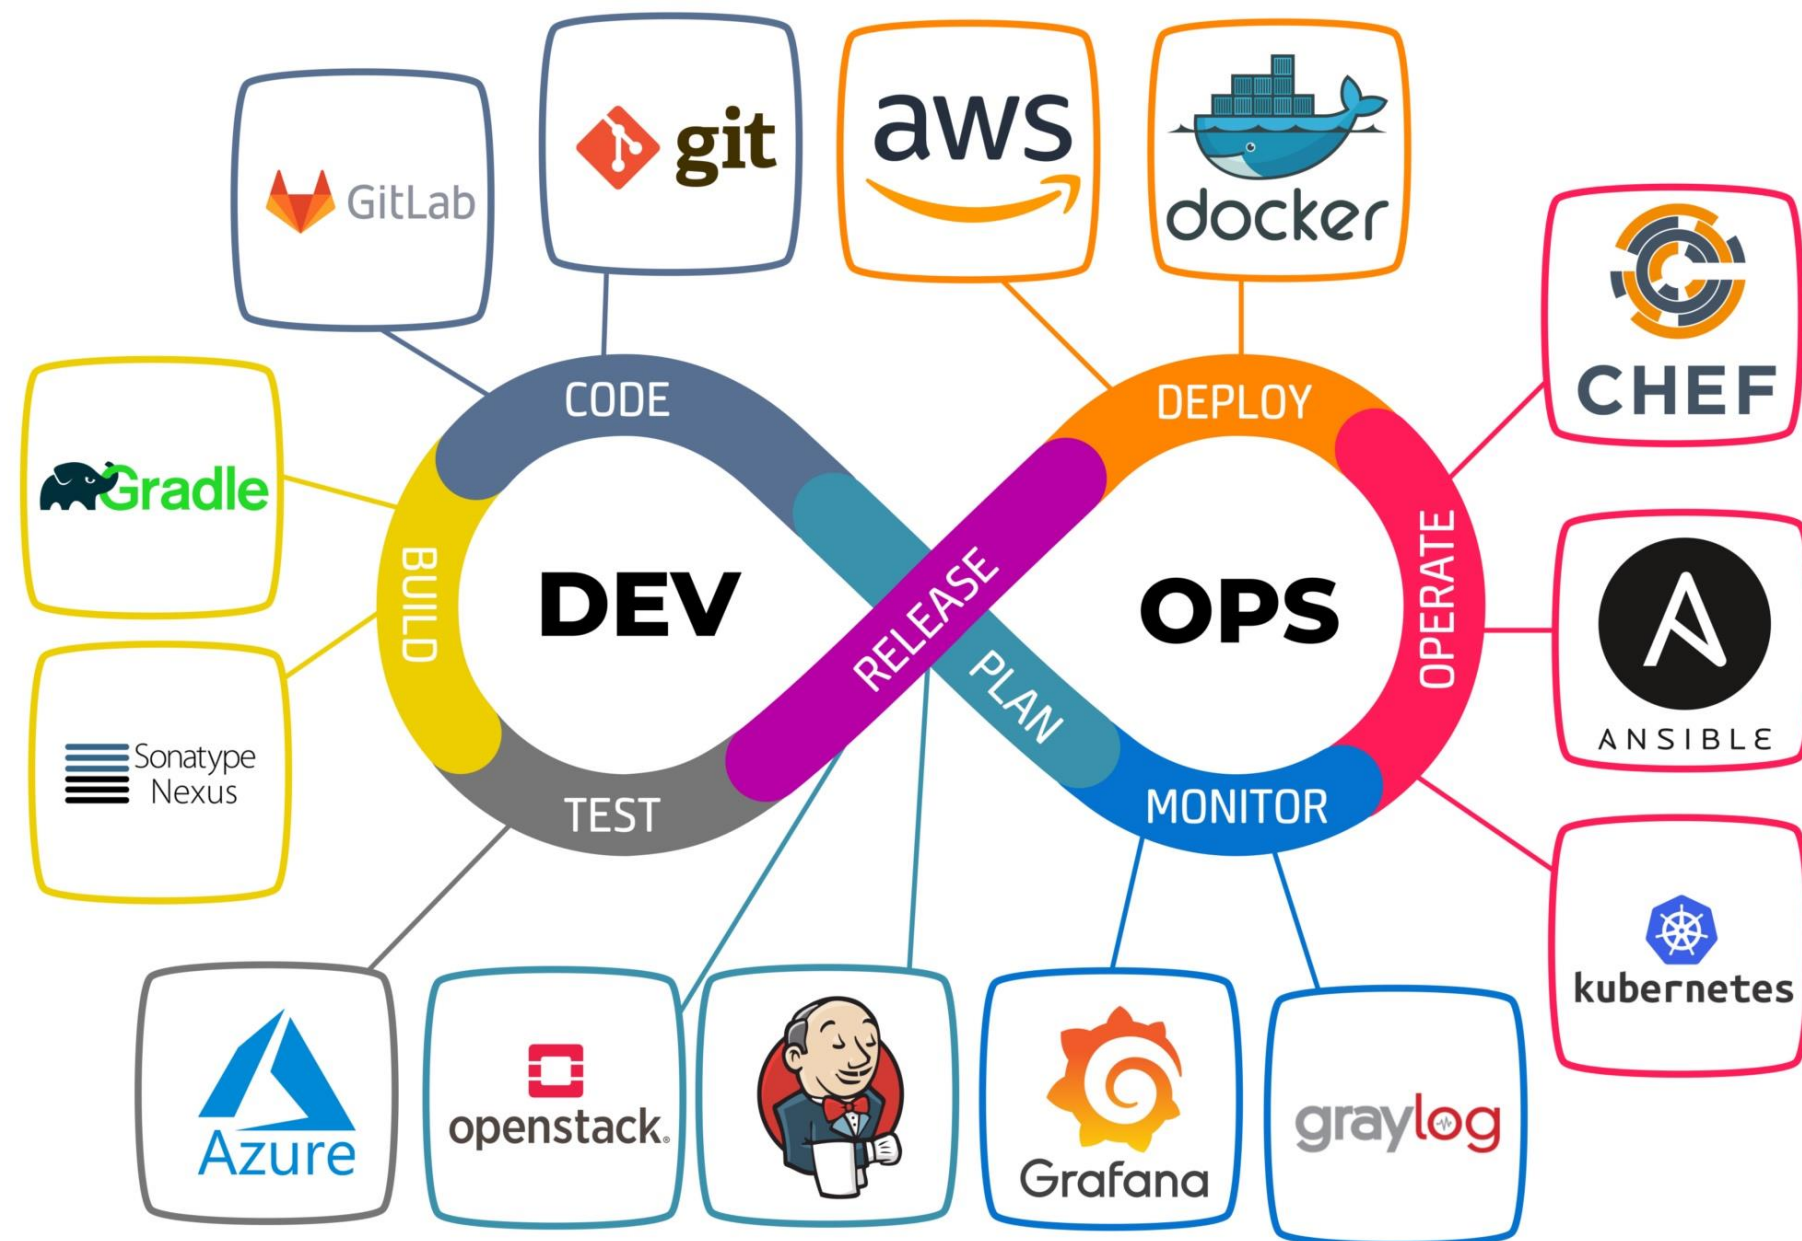 GitLab
git
aws
docker
CHEF
Gradle
CODE
DEPLOY
BUILD
DEV
RELEASE
PLAN
OPS
OPERATE
ANSIBLE
Sonatype
Nexus
TEST
MONITOR
kubernetes
Azure
openstack.
Grafana
graylog